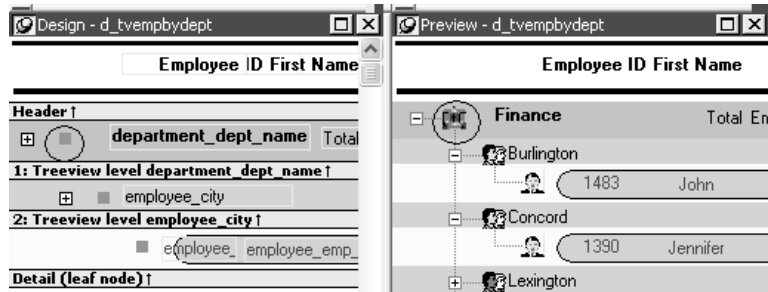 Design - d_tvempbydept
Employee ID First Name
Header ↑
department_dept_name Total
1: Treeview level department_dept_name ↑
employee_city
2: Treeview level employee_city ↑
employee_ employee_emp_
Detail (leaf node) ↑
Preview - d_tvempbydept
Employee ID First Name
Finance Total En
Burlington
1483 John
Concord
1390 Jennifer
Lexington